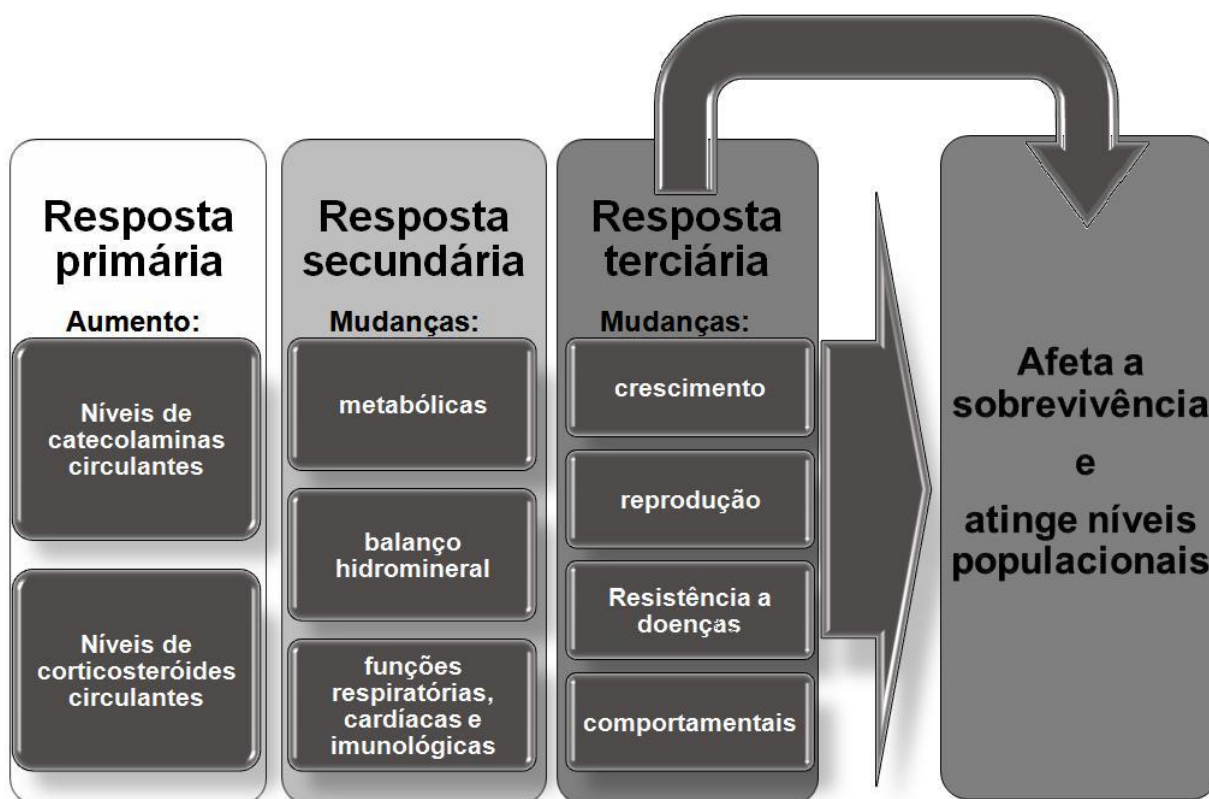 Resposta
primária
Aumento:
Níveis de
catecolaminas
circulantes
Níveis de
corticosteróides
circulantes
Resposta
secundária
Mudanças:
metabólicas
balanço
hidromineral
funções
respiratórias,
cardíacas e
imunológicas
Resposta
terciária
Mudanças:
crescimento
reprodução
Resistência a
doenças
comportamentais
Afeta a
sobrevivência
e
atinge níveis
populacionais